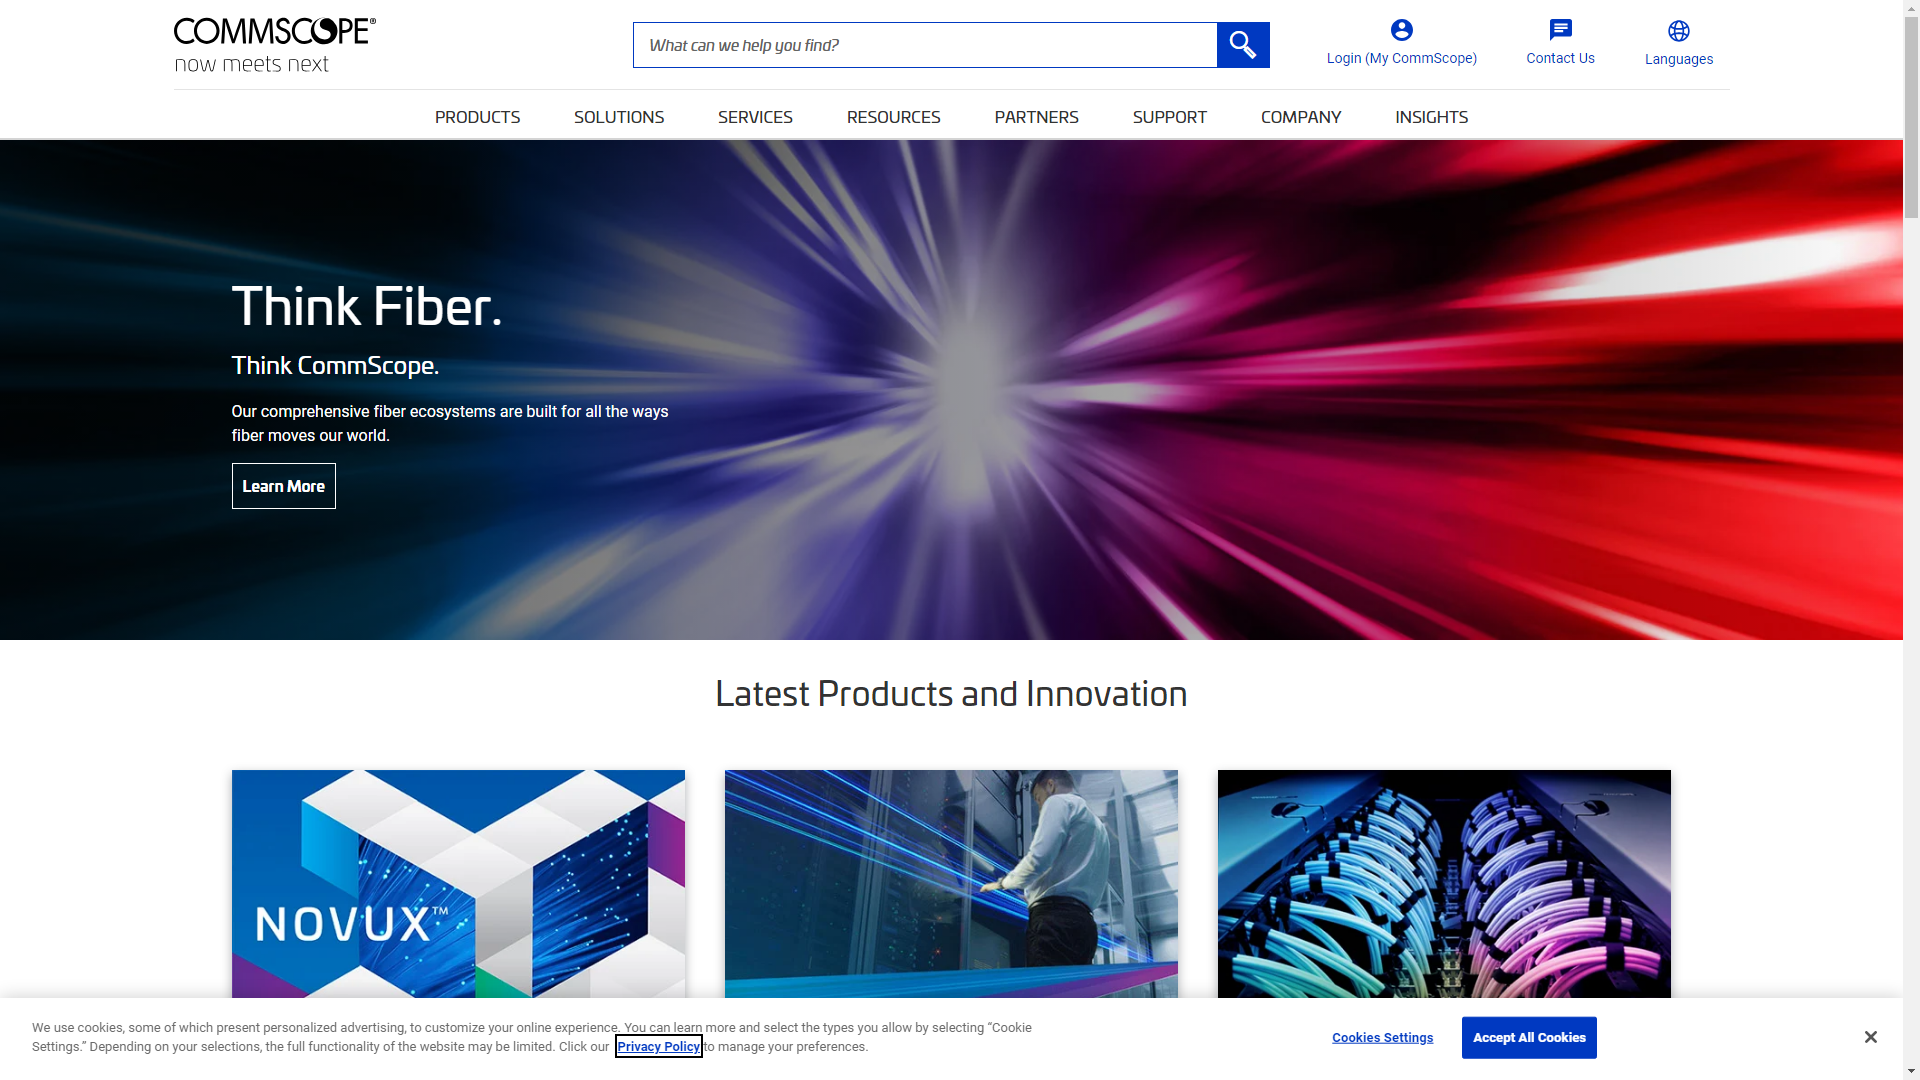 COMMSCOPE®
now meets next
What can we help you find?
Login (My CommScope)
Contact Us
Languages
PRODUCTS
SOLUTIONS
SERVICES
RESOURCES
PARTNERS
SUPPORT
COMPANY
INSIGHTS
Think Fiber.
Think CommScope.
Our comprehensive fiber ecosystems are built for all the ways
fiber moves our world.
Learn More
Latest Products and Innovation
NOVUX™
We use cookies, some of which present personalized advertising, to customize your online experience. You can learn more and select the types you allow by selecting “Cookie
Settings.” Depending on your selections, the full functionality of the website may be limited. Click our Privacy Policy to manage your preferences.
Cookies Settings
Accept All Cookies